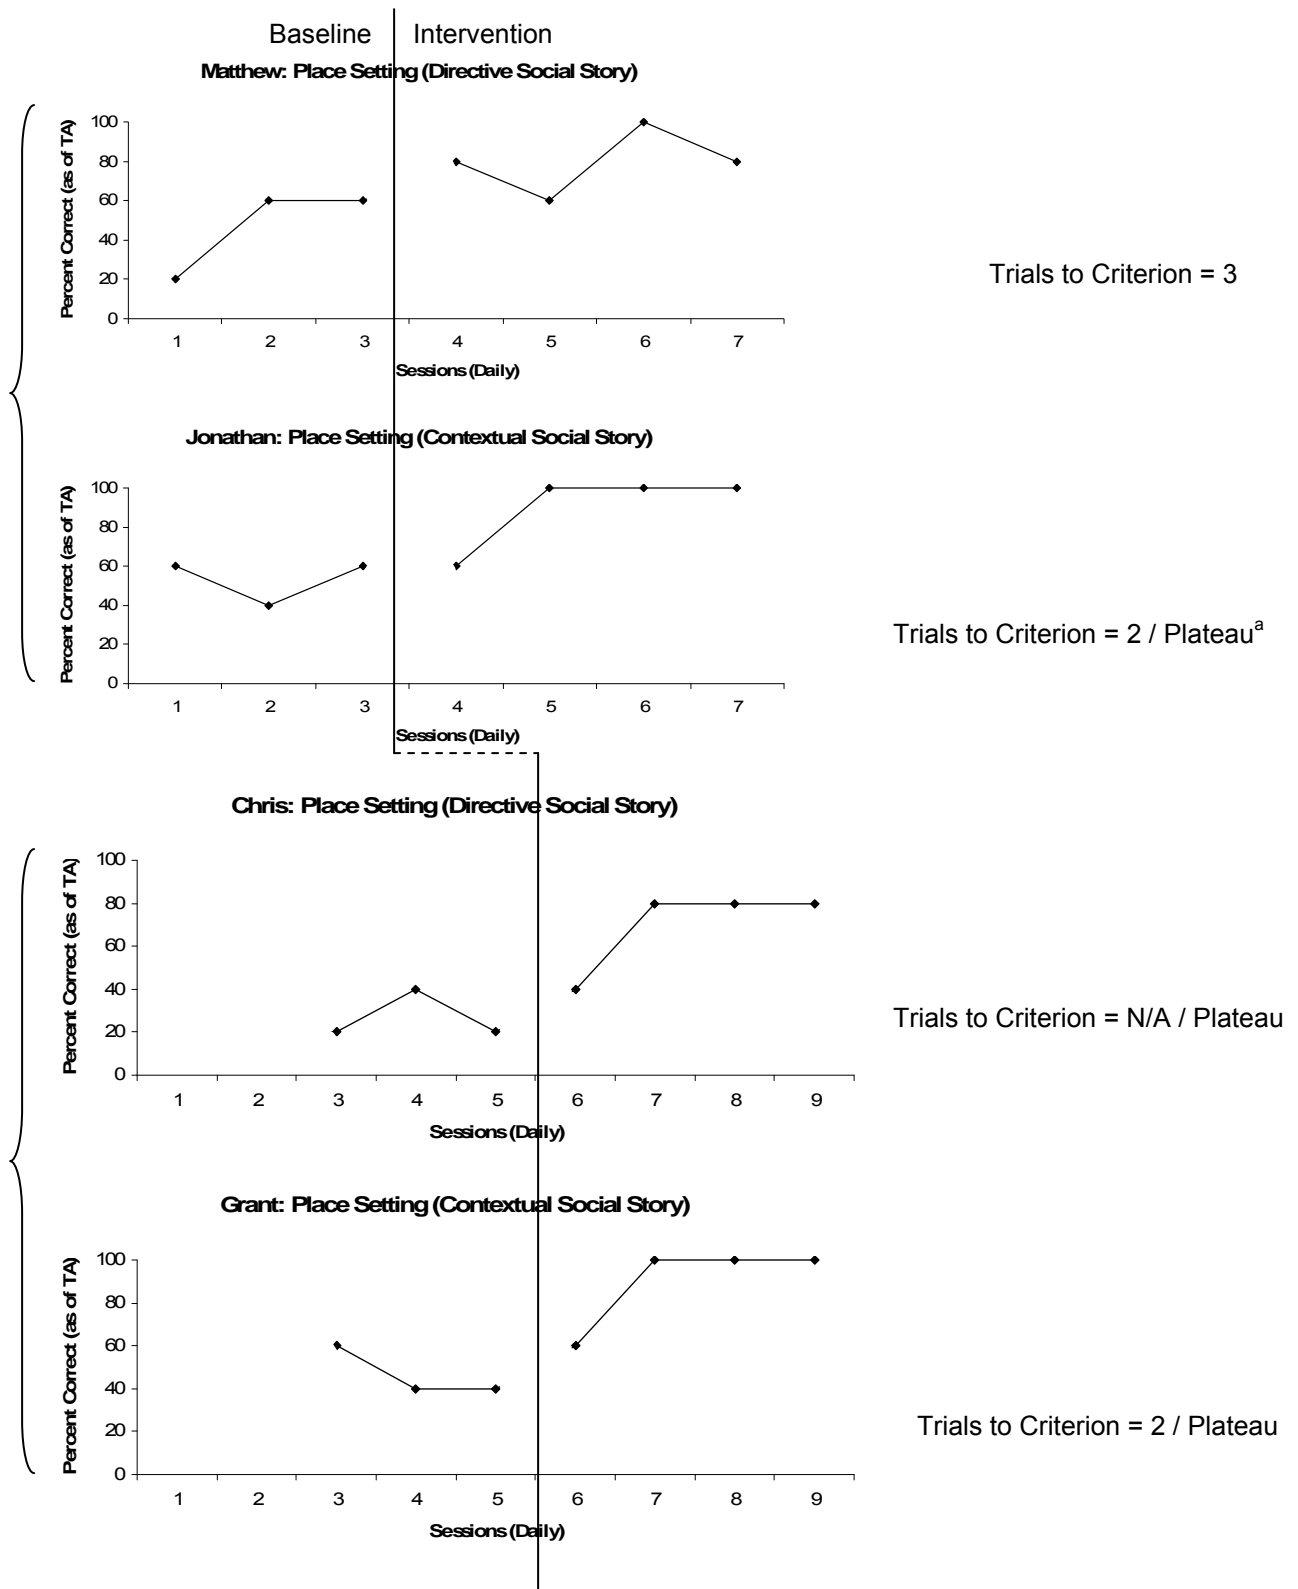 Baseline Intervention
Matthew: Place Setting (Directive Social Story)
Percent Correct (as of TA)
100
80
60
40
20
0
1 2 3 4 5 6 7
Sessions (Daily)
Trials to Criterion = 3
Jonathan: Place Setting (Contextual Social Story)
Percent Correct (as of TA)
100
80
60
40
20
0
1 2 3 4 5 6 7
Sessions (Daily)
Trials to Criterion = 2 / Plateauᵃ
Chris: Place Setting (Directive Social Story)
Percent Correct (as of TA)
100
80
60
40
20
0
1 2 3 4 5 6 7 8 9
Sessions (Daily)
Trials to Criterion = N/A / Plateau
Grant: Place Setting (Contextual Social Story)
Percent Correct (as of TA)
100
80
60
40
20
0
1 2 3 4 5 6 7 8 9
Sessions (Daily)
Trials to Criterion = 2 / Plateau